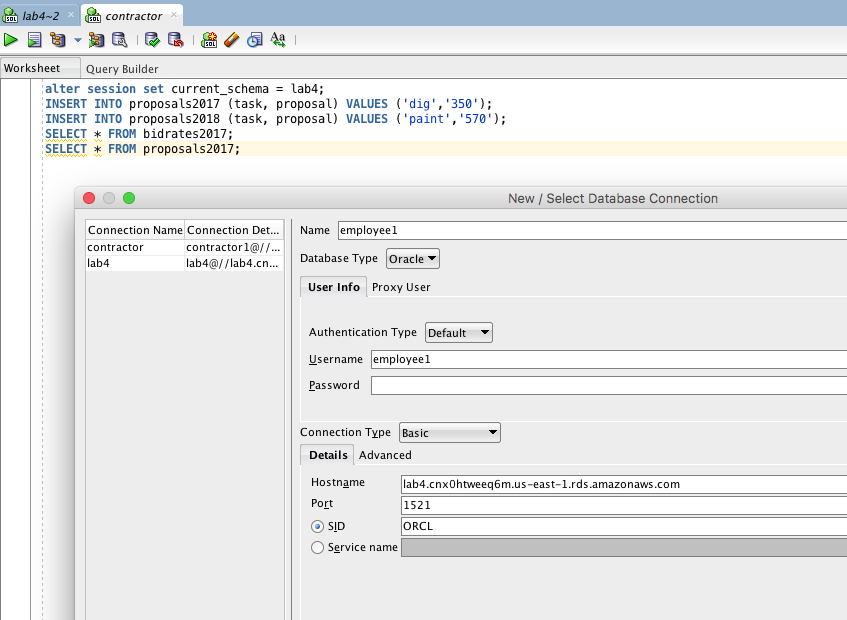 lab4~2 × contractor ×
Worksheet Query Builder
alter session set current_schema = lab4;
INSERT INTO proposals2017 (task, proposal) VALUES ('dig','350');
INSERT INTO proposals2018 (task, proposal) VALUES ('paint','570');
SELECT * FROM bidrates2017;
SELECT * FROM proposals2017;
New / Select Database Connection
Connection Name Connection Det...
contractor contractor1@//...
lab4 lab4@//lab4.cn...
Name employee1
Database Type Oracle
User Info Proxy User
Authentication Type Default
Username employee1
Password
Connection Type Basic
Details Advanced
Hostname lab4.cnx0htweeq6m.us-east-1.rds.amazonaws.com
Port 1521
SID ORCL
Service name